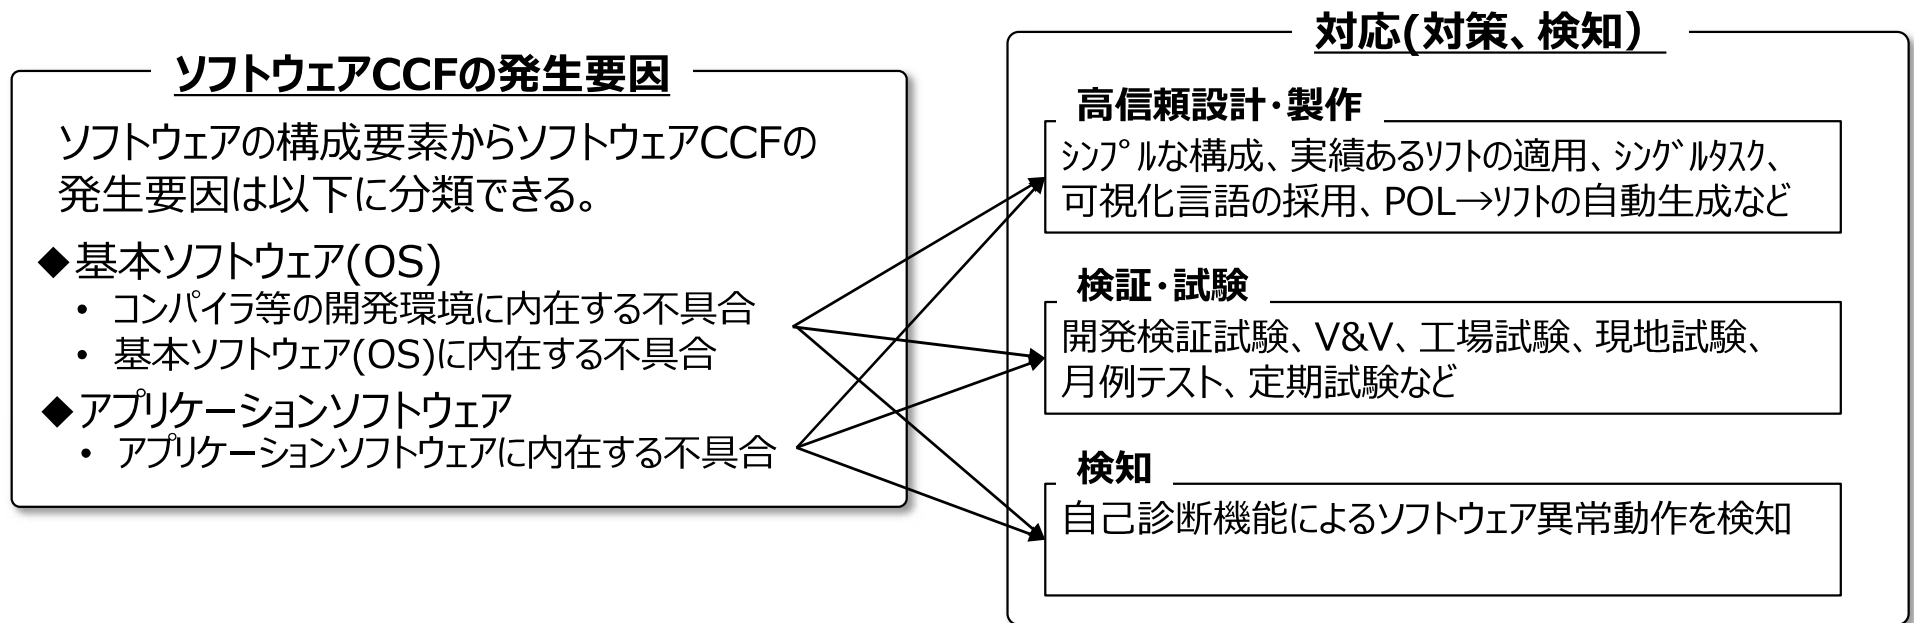 ソフトウェアCCFの発生要因
ソフトウェアの構成要素からソフトウェアCCFの
発生要因は以下に分類できる。
◆基本ソフトウェア(OS)
• コンパイラ等の開発環境に内在する不具合
• 基本ソフトウェア(OS)に内在する不具合
◆アプリケーションソフトウェア
• アプリケーションソフトウェアに内在する不具合
対応(対策、検知）
高信頼設計・製作
ｼﾝﾌﾟﾙな構成、実績あるｿﾌﾄの適用、ｼﾝｸﾞﾙﾀｽｸ、
可視化言語の採用、POL→ｿﾌﾄの自動生成など
検証・試験
開発検証試験、V&V、工場試験、現地試験、
月例テスト、定期試験など
検知
自己診断機能によるソフトウェア異常動作を検知